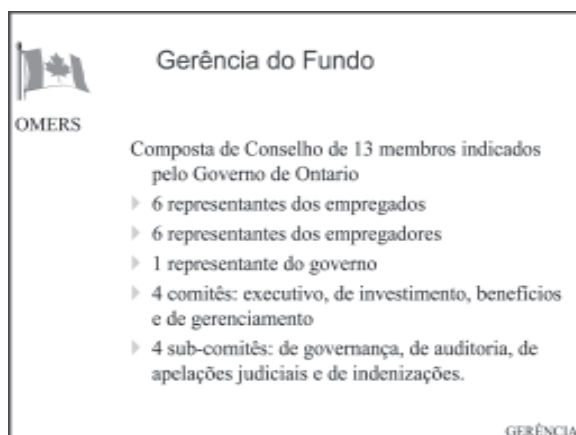 Gerência do Fundo
OMERS
Composta de Conselho de 13 membros indicados
pelo Governo de Ontario
6 representantes dos empregados
6 representantes dos empregadores
1 representante do governo
4 comitês: executivo, de investimento, benefícios
e de gerenciamento
4 sub-comitês: de governança, de auditoria, de
apelações judiciais e de indenizações.
GERÊNCIA